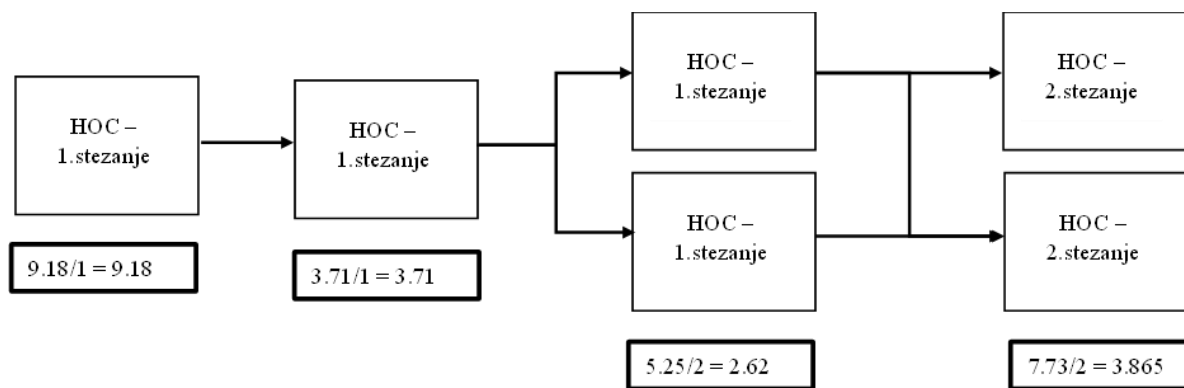 HOC –
1.stezanje
9.18/1 = 9.18
HOC –
1.stezanje
3.71/1 = 3.71
HOC –
1.stezanje
HOC –
1.stezanje
5.25/2 = 2.62
HOC –
2.stezanje
HOC –
2.stezanje
7.73/2 = 3.865